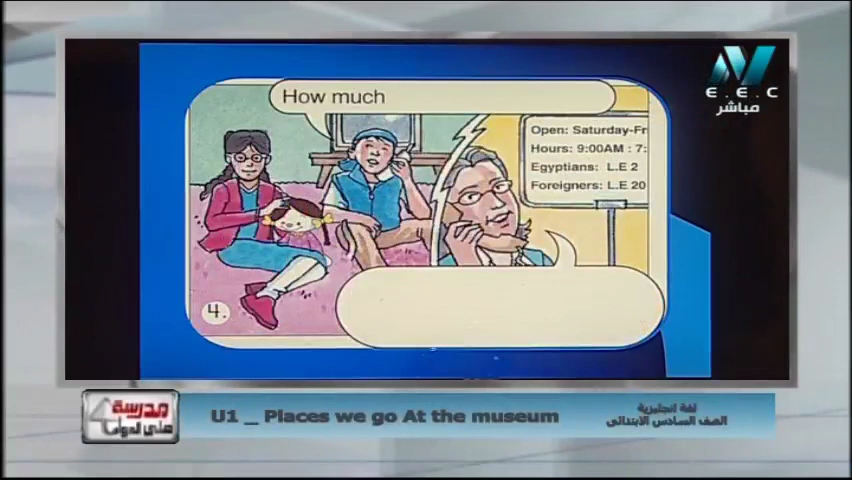 How much
E.E.C
مباشر
Open: Saturday-Fr
Hours: 9:00AM : 7:
Egyptians: L.E 2
Foreigners: L.E 20
4.
مدرسة
على الهواء
U1 _ Places we go At the museum
لغة انجليزية
الصف السادس الابتدائى